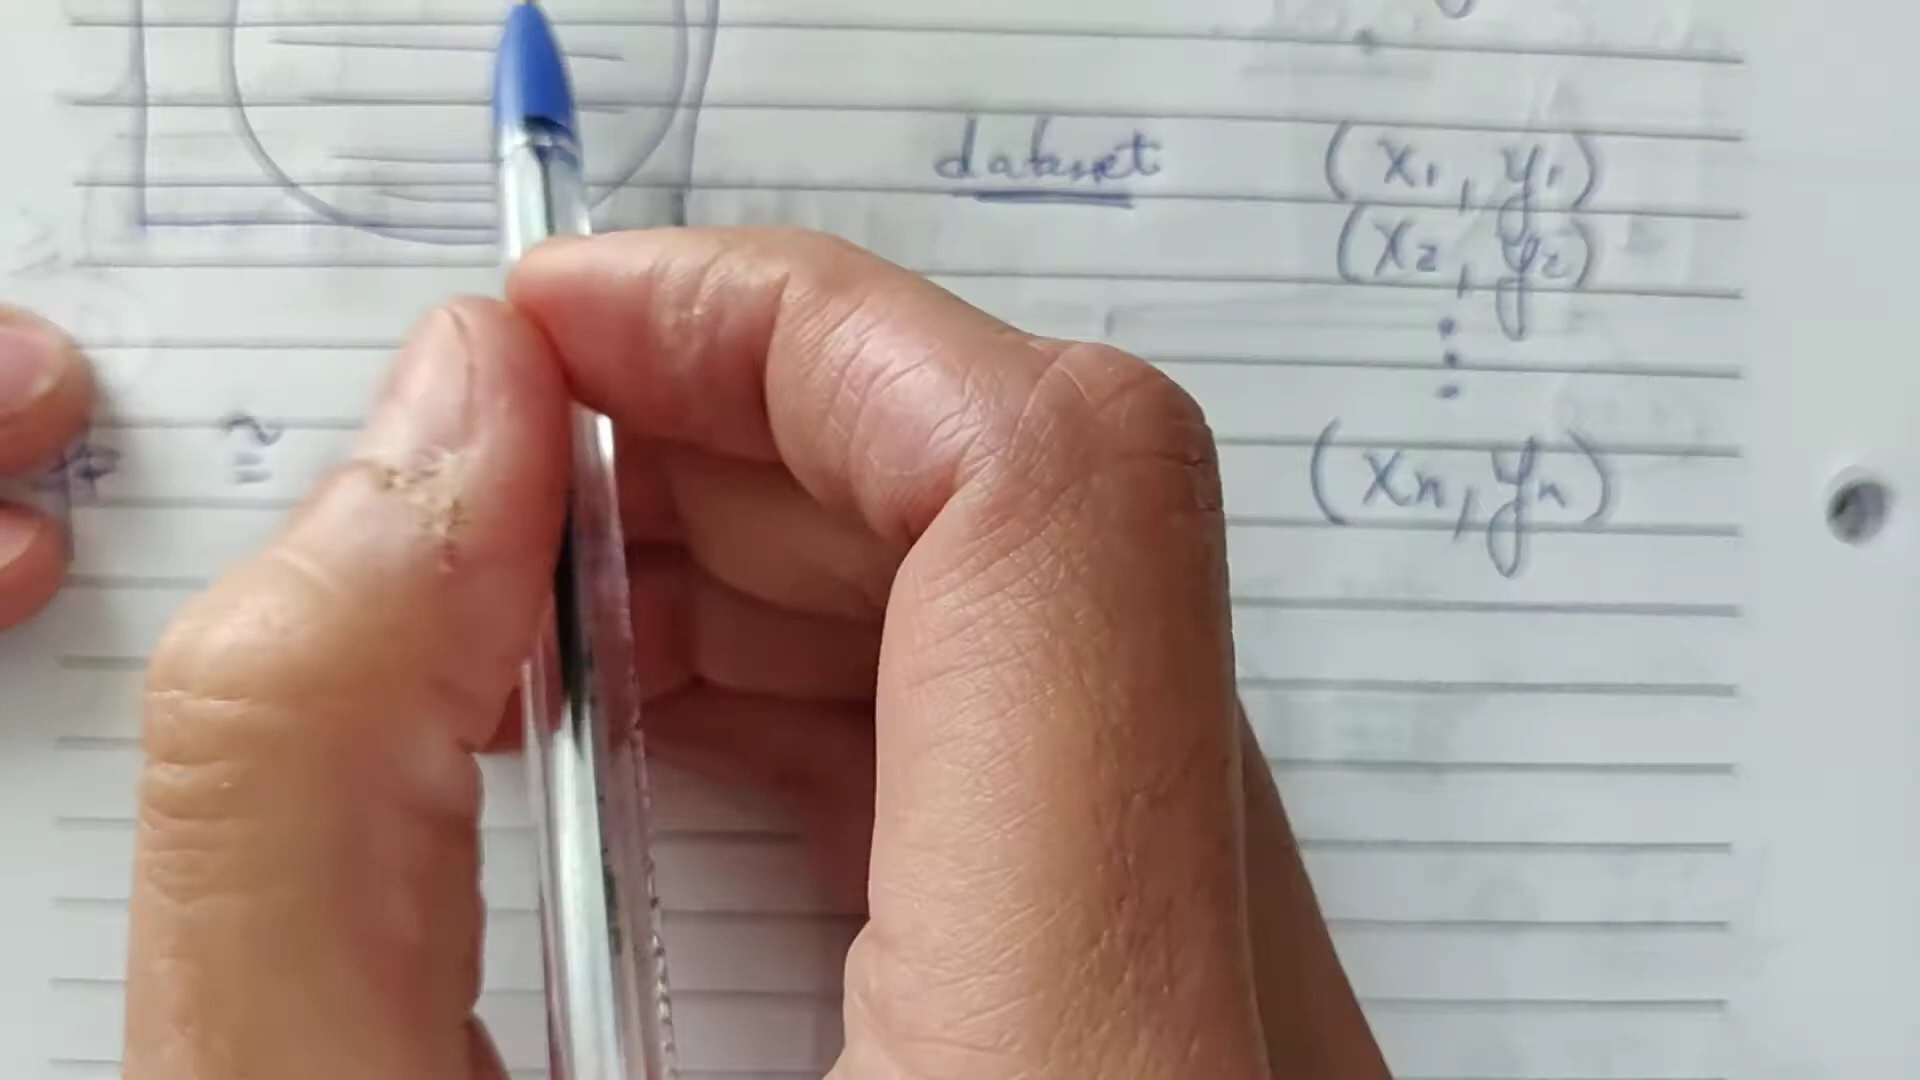 dataset (x1, y1)
(x2, y2)
⋮
≅
(xn, yn)